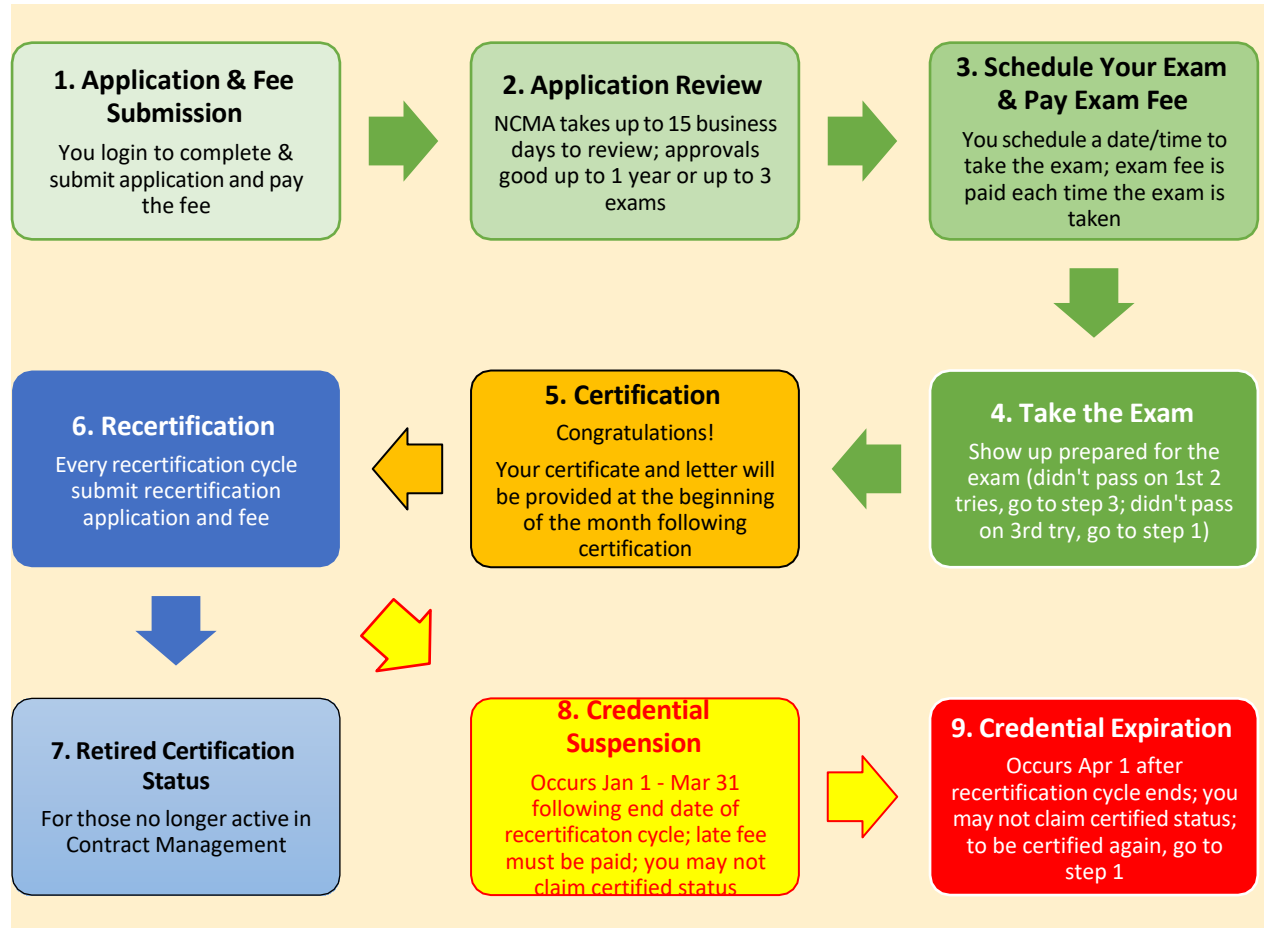 1. Application & Fee
Submission
You login to complete &
submit application and pay
the fee
2. Application Review
NCMA takes up to 15 business
days to review; approvals
good up to 1 year or up to 3
exams
3. Schedule Your Exam
& Pay Exam Fee
You schedule a date/time to
take the exam; exam fee is
paid each time the exam is
taken
4. Take the Exam
Show up prepared for the
exam (didn't pass on 1st 2
tries, go to step 3; didn't pass
on 3rd try, go to step 1)
5. Certification
Congratulations!
Your certificate and letter will
be provided at the beginning
of the month following
certification
6. Recertification
Every recertification cycle
submit recertification
application and fee
7. Retired Certification
Status
For those no longer active in
Contract Management
8. Credential
Suspension
Occurs Jan 1 - Mar 31
following end date of
recertificaton cycle; late fee
must be paid; you may not
claim certified status
9. Credential Expiration
Occurs Apr 1 after
recertification cycle ends; you
may not claim certified status;
to be certified again, go to
step 1